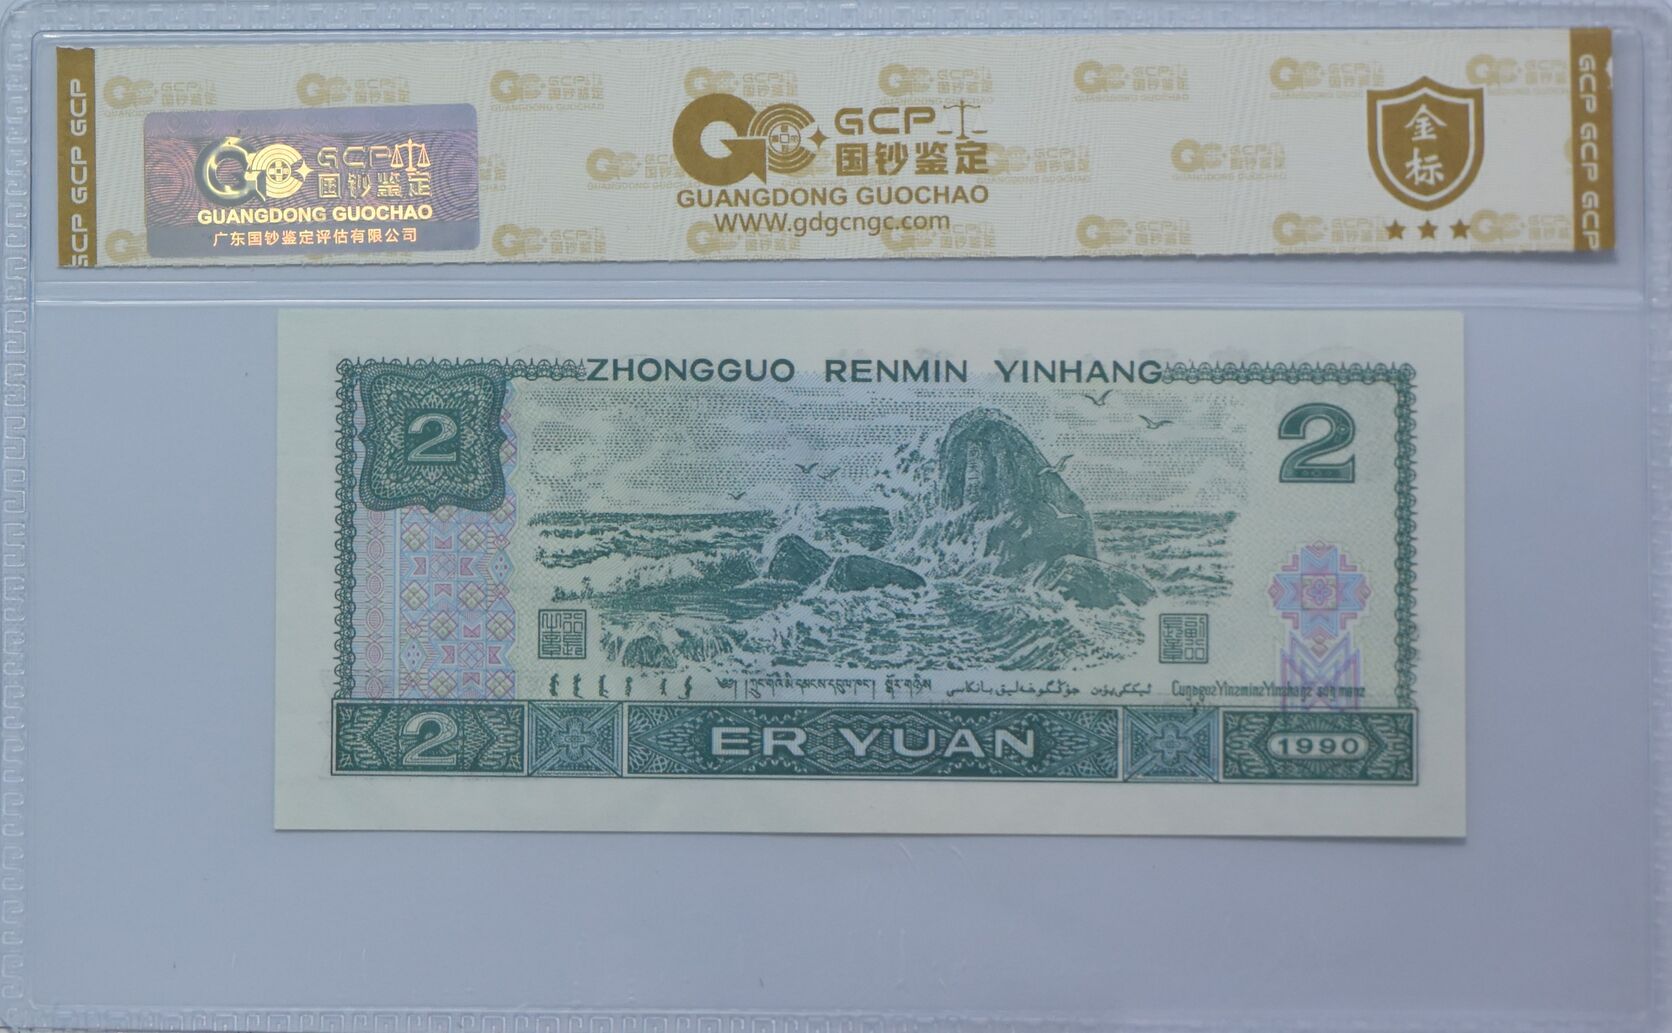 GCP GCP GCP
GCP
国钞鉴定
GUANGDONG GUOCHAO
广东国钞鉴定评估有限公司
GCP
国钞鉴定
GUANGDONG GUOCHAO
WWW.gdgcngc.com
金
标
GCP GCP GCP
ZHONGGUO RENMIN YINHANG
2
2
2
ER YUAN
1990